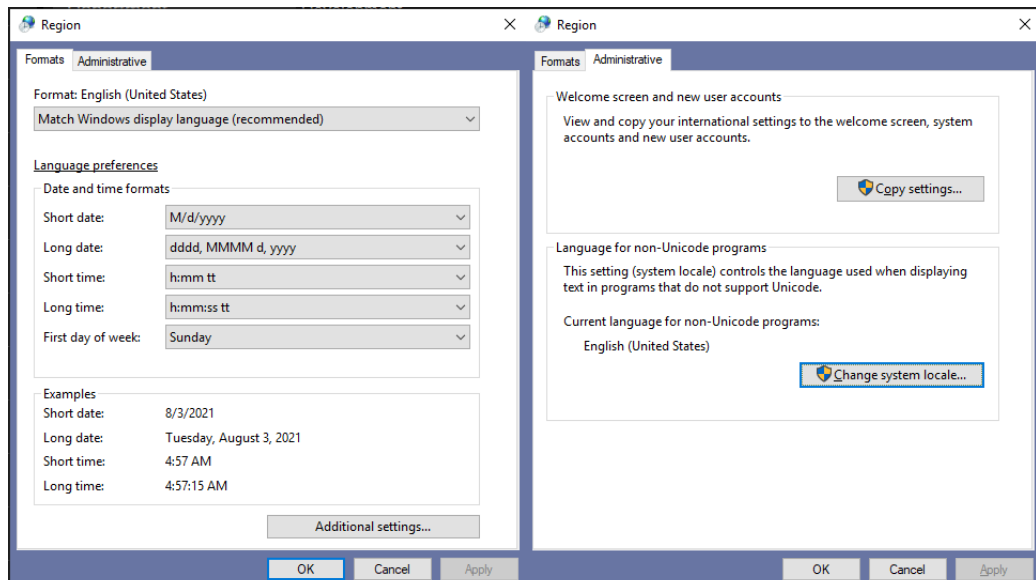 Region
Formats
Administrative
Format: English (United States)
Match Windows display language (recommended)
Language preferences
Date and time formats
Short date:
M/d/yyyy
Long date:
dddd, MMMM d, yyyy
Short time:
h:mm tt
Long time:
h:mm:ss tt
First day of week:
Sunday
Examples
Short date:
8/3/2021
Long date:
Tuesday, August 3, 2021
Short time:
4:57 AM
Long time:
4:57:15 AM
Additional settings...
OK
Cancel
Apply
Region
Formats
Administrative
Welcome screen and new user accounts
View and copy your international settings to the welcome screen, system
accounts and new user accounts.
Copy settings...
Language for non-Unicode programs
This setting (system locale) controls the language used when displaying
text in programs that do not support Unicode.
Current language for non-Unicode programs:
English (United States)
Change system locale...
OK
Cancel
Apply